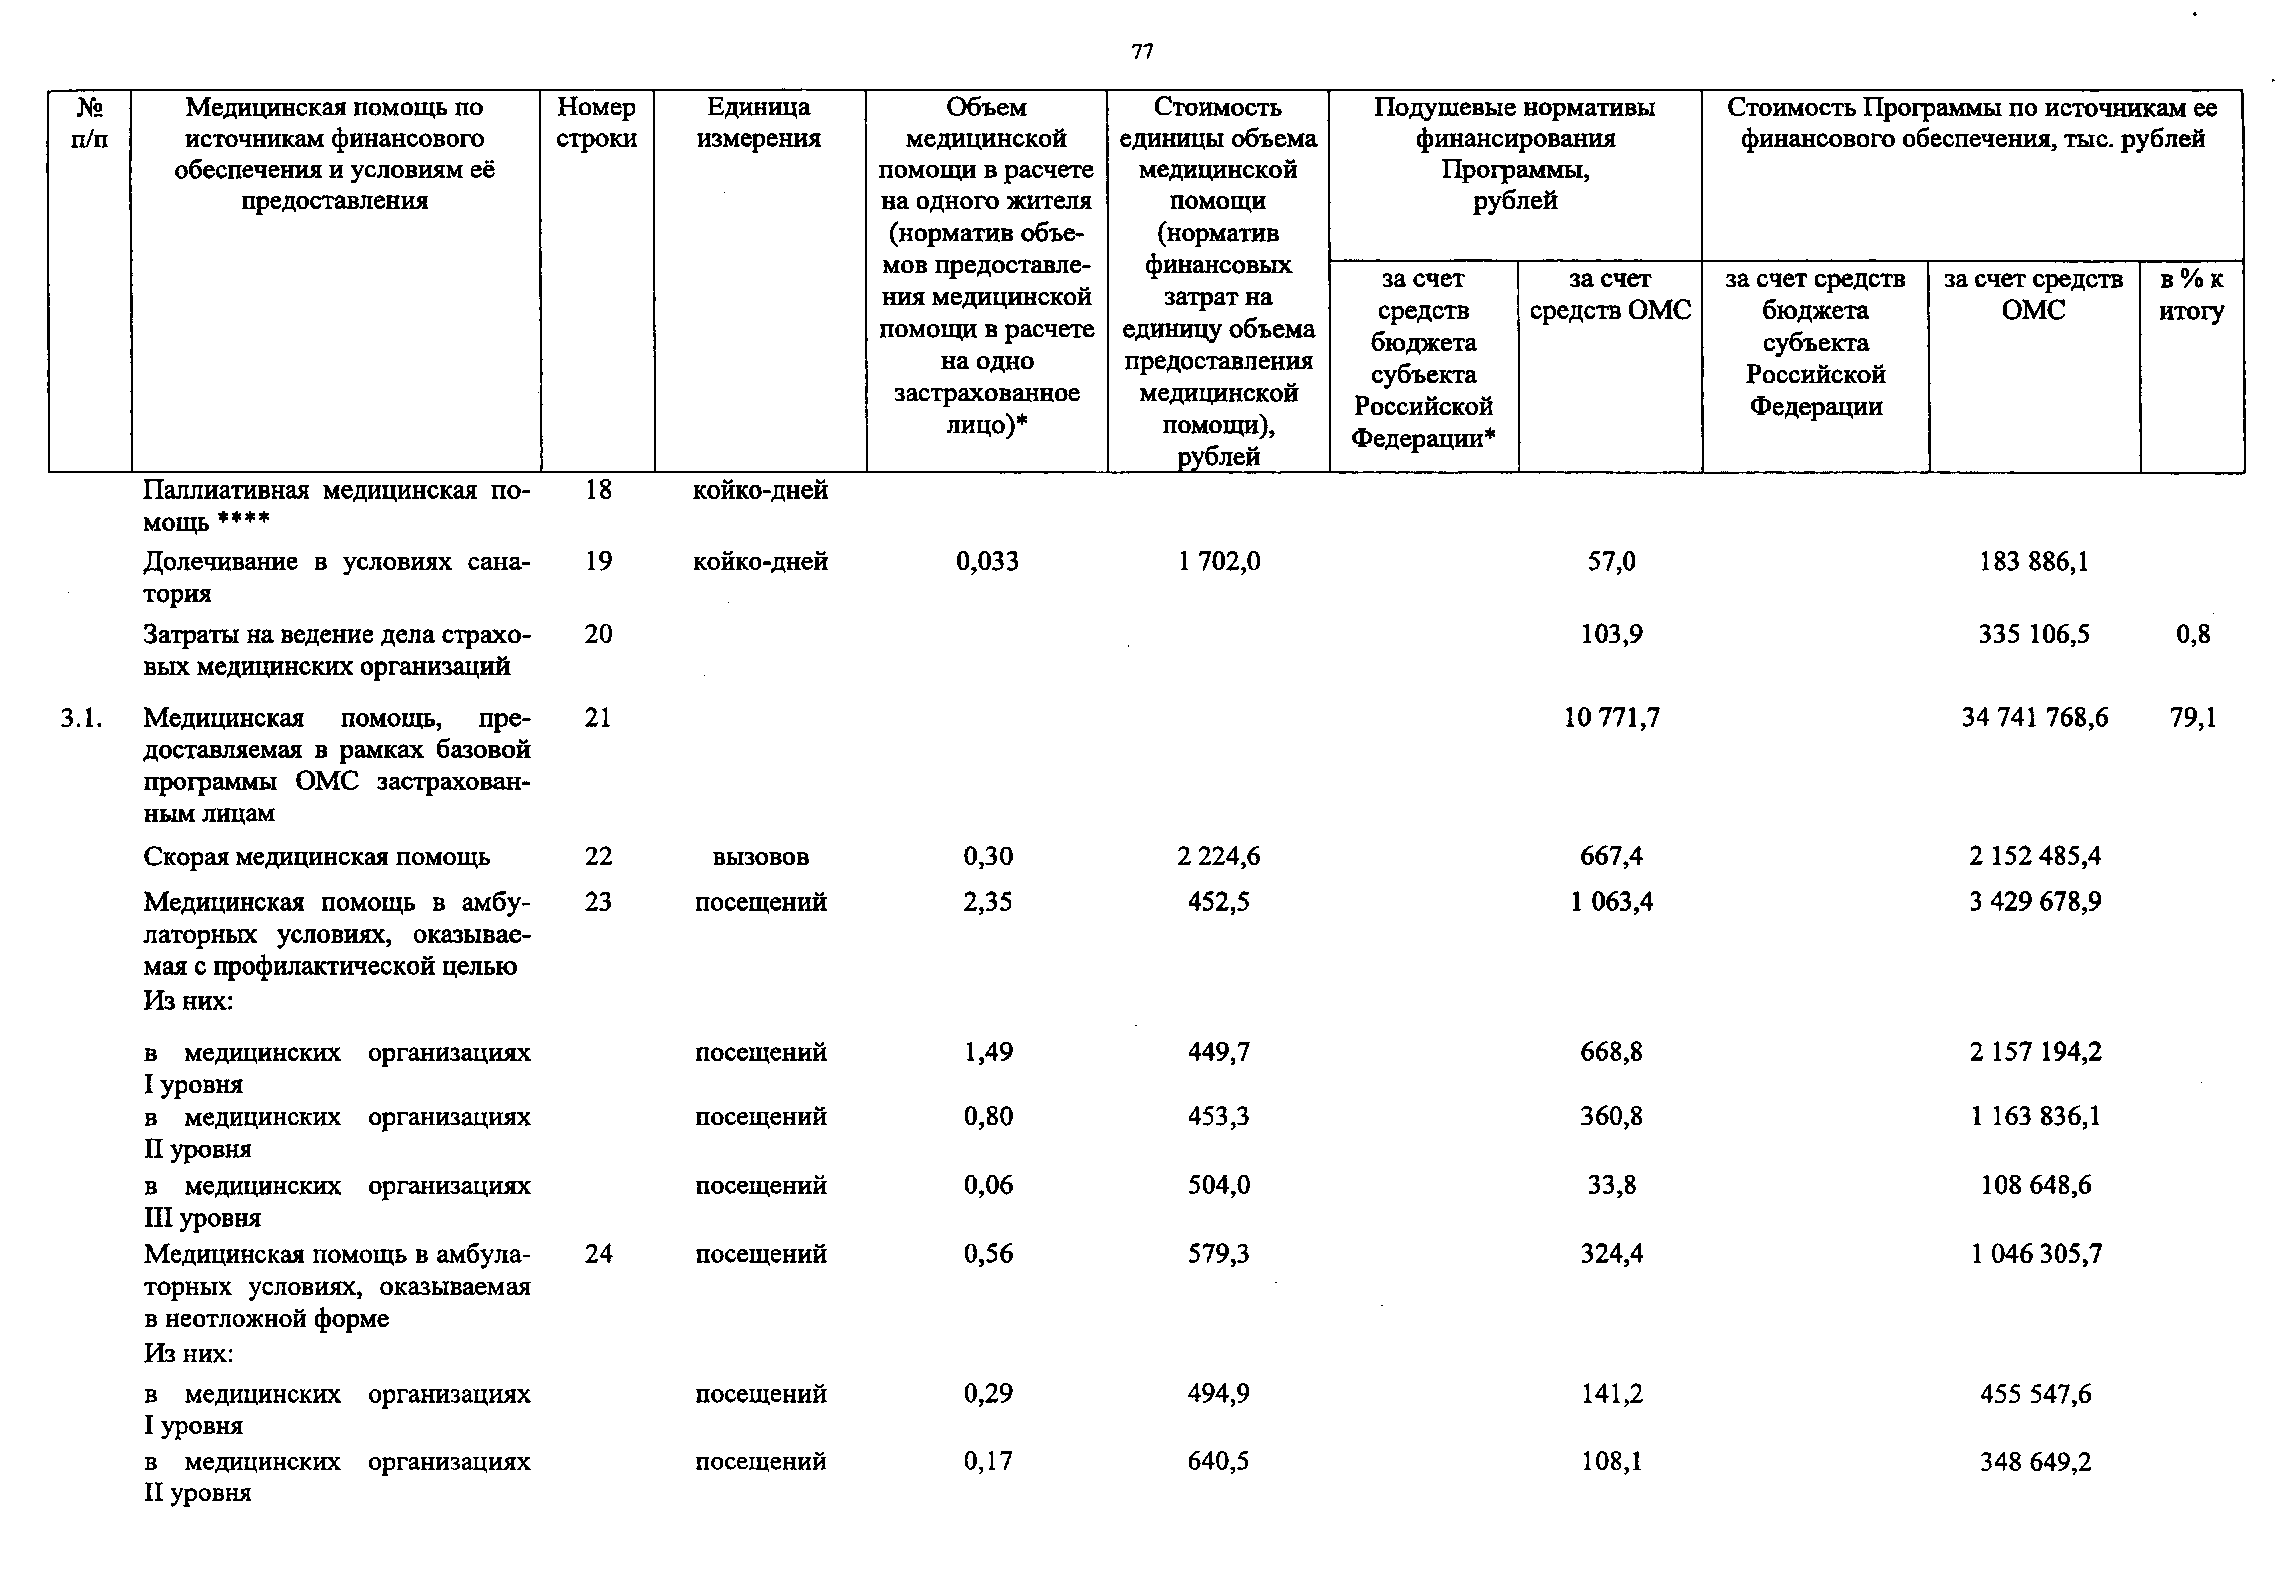 77
№ п/п
Медицинская помощь по
источникам финансового
обеспечения и условиям её
предоставления
Номер
строки
Единица
измерения
Объем
медицинской
помощи в расчете
на одного жителя
(норматив объе-
мов предоставле-
ния медицинской
помощи в расчете
на одно
застрахованное
лицо)*
Стоимость
единицы объема
медицинской
помощи
(норматив
финансовых
затрат на
единицу объема
предоставления
медицинской
помощи),
рублей
Подушевые нормативы
финансирования
Программы,
рублей
Стоимость Программы по источникам ее
финансового обеспечения, тыс. рублей
за счет
средств
бюджета
субъекта
Российской
Федерации*
за счет
средств ОМС
за счет средств
бюджета
субъекта
Российской
Федерации
за счет средств
ОМС
в % к
итогу
Паллиативная медицинская по- 18 койко-дней
мощь ****
Долечивание в условиях сана- 19 койко-дней 0,033 1 702,0 57,0 183 886,1
тория
Затраты на ведение дела страхо- 20 103,9 335 106,5 0,8
вых медицинских организаций
3.1. Медицинская помощь, пре- 21 10 771,7 34 741 768,6 79,1
доставляемая в рамках базовой
программы ОМС застрахован-
ным лицам
Скорая медицинская помощь 22 вызовов 0,30 2 224,6 667,4 2 152 485,4
Медицинская помощь в амбу- 23 посещений 2,35 452,5 1 063,4 3 429 678,9
латорных условиях, оказывае-
мая с профилактической целью
Из них:
в медицинских организациях посещений 1,49 449,7 668,8 2 157 194,2
I уровня
в медицинских организациях посещений 0,80 453,3 360,8 1 163 836,1
II уровня
в медицинских организациях посещений 0,06 504,0 33,8 108 648,6
III уровня
Медицинская помощь в амбула- 24 посещений 0,56 579,3 324,4 1 046 305,7
торных условиях, оказываемая
в неотложной форме
Из них:
в медицинских организациях посещений 0,29 494,9 141,2 455 547,6
I уровня
в медицинских организациях посещений 0,17 640,5 108,1 348 649,2
II уровня